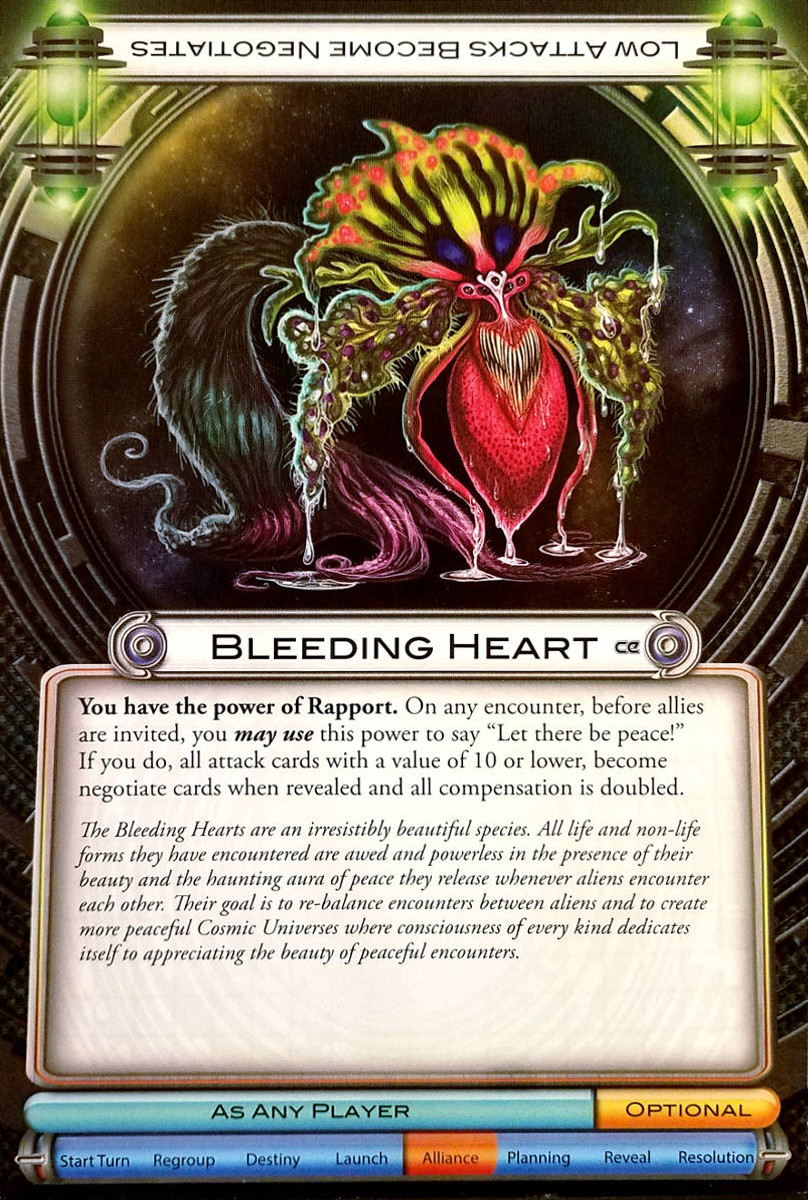 Low Attacks Become Negotiates
Bleeding Heart ce
You have the power of Rapport. On any encounter, before allies
are invited, you may use this power to say “Let there be peace!”
If you do, all attack cards with a value of 10 or lower, become
negotiate cards when revealed and all compensation is doubled.
The Bleeding Hearts are an irresistibly beautiful species. All life and non-life
forms they have encountered are awed and powerless in the presence of their
beauty and the haunting aura of peace they release whenever aliens encounter
each other. Their goal is to re-balance encounters between aliens and to create
more peaceful Cosmic Universes where consciousness of every kind dedicates
itself to appreciating the beauty of peaceful encounters.
As Any Player Optional
Start Turn Regroup Destiny Launch Alliance Planning Reveal Resolution